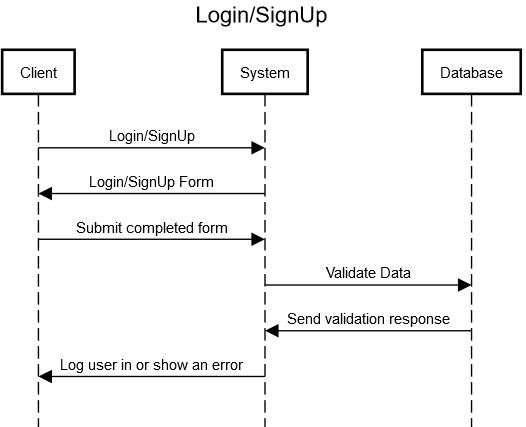 Login/SignUp
Client
System
Database
Login/SignUp
Login/SignUp Form
Submit completed form
Validate Data
Send validation response
Log user in or show an error